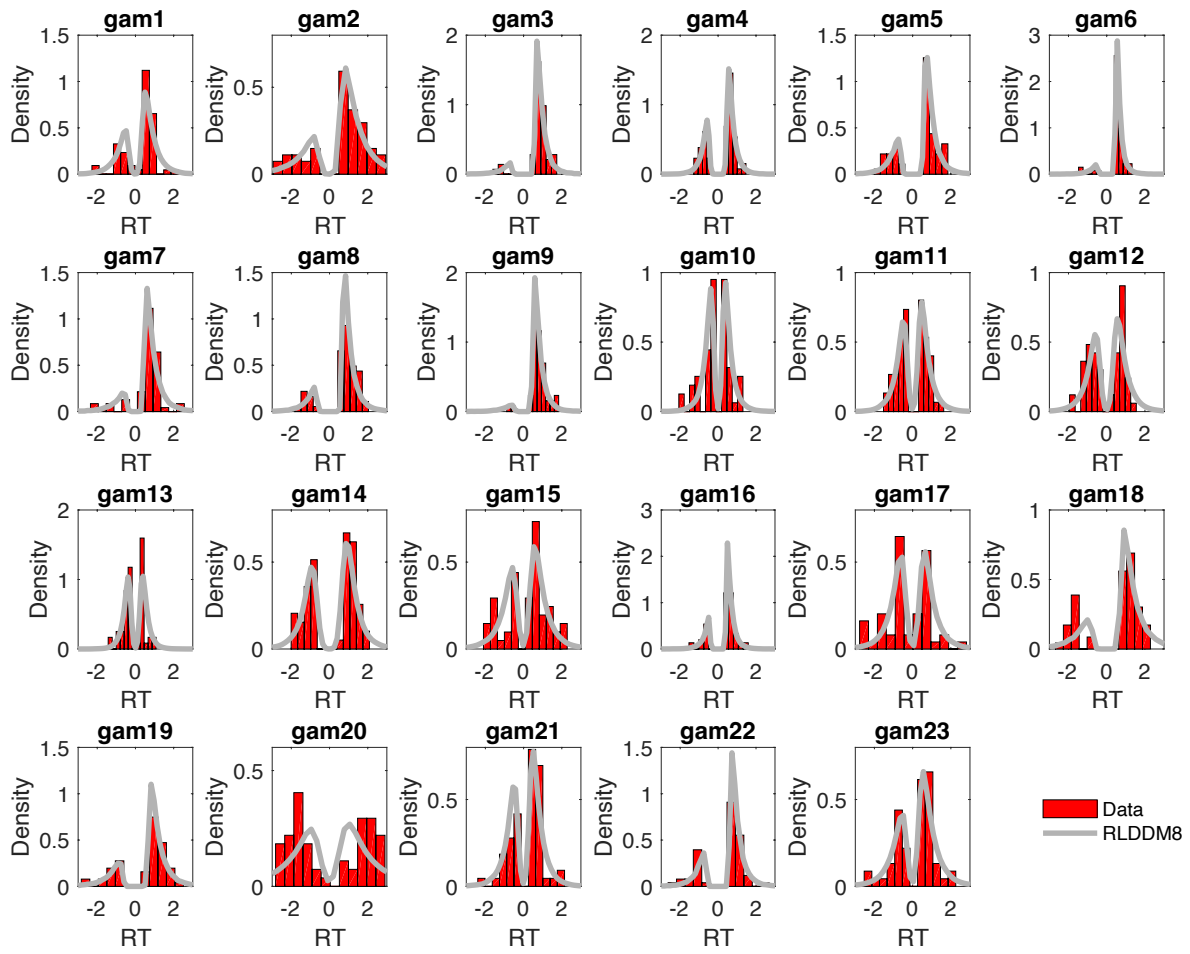 gam1 gam2 gam3 gam4 gam5 gam6
1.5 2 2 1.5 3
1 0.5 1 1 1 2
0.5 0.5 1
0 0 0 0 0 0
Density Density Density Density Density Density
-2 0 2 -2 0 2 -2 0 2 -2 0 2 -2 0 2 -2 0 2
RT RT RT RT RT RT
gam7 gam8 gam9 gam10 gam11 gam12
1.5 1.5 2 1 1 1
1 1 1 0.5 0.5 0.5
0.5 0.5
0 0 0 0 0 0
Density Density Density Density Density Density
-2 0 2 -2 0 2 -2 0 2 -2 0 2 -2 0 2 -2 0 2
RT RT RT RT RT RT
gam13 gam14 gam15 gam16 gam17 gam18
2 3 1
1 0.5 0.5 2 0.5 0.5
1
0 0 0 0 0 0
Density Density Density Density Density Density
-2 0 2 -2 0 2 -2 0 2 -2 0 2 -2 0 2 -2 0 2
RT RT RT RT RT RT
gam19 gam20 gam21 gam22 gam23
1.5 1.5
1 0.5 0.5 1 0.5
0.5 0.5
0 0 0 0 0
Density Density Density Density Density
-2 0 2 -2 0 2 -2 0 2 -2 0 2 -2 0 2
RT RT RT RT RT
Data
RLDDM8